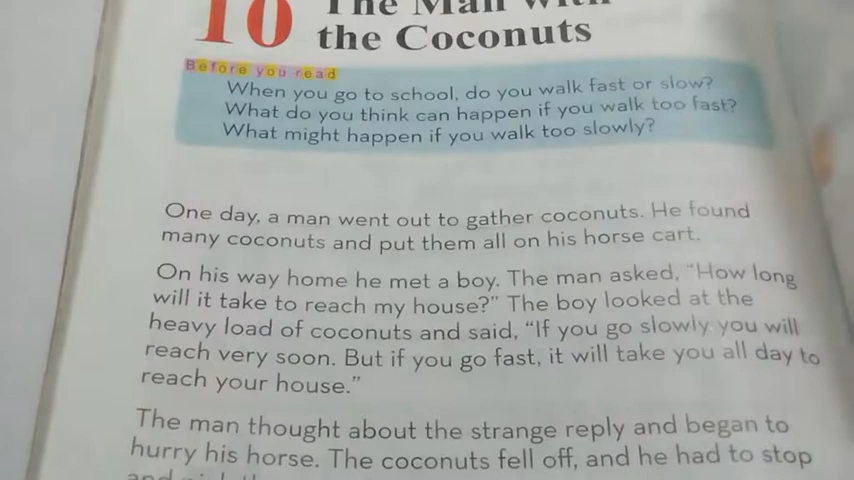 10
The Man With
the Coconuts
Before you read
When you go to school, do you walk fast or slow?
What do you think can happen if you walk too fast?
What might happen if you walk too slowly?
One day, a man went out to gather coconuts. He found
many coconuts and put them all on his horse cart.
On his way home he met a boy. The man asked, "How long
will it take to reach my house?" The boy looked at the
heavy load of coconuts and said, "If you go slowly you will
reach very soon. But if you go fast, it will take you all day to
reach your house."
The man thought about the strange reply and began to
hurry his horse. The coconuts fell off, and he had to stop
and